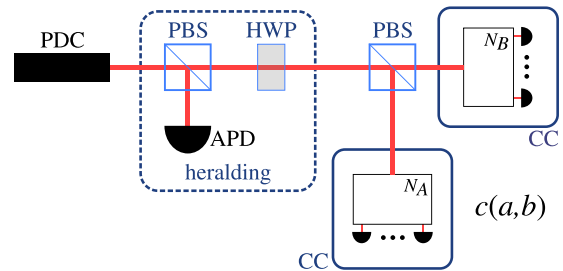 PDC
PBS
HWP
PBS
N_B
CC
APD
heralding
N_A
c(a,b)
CC